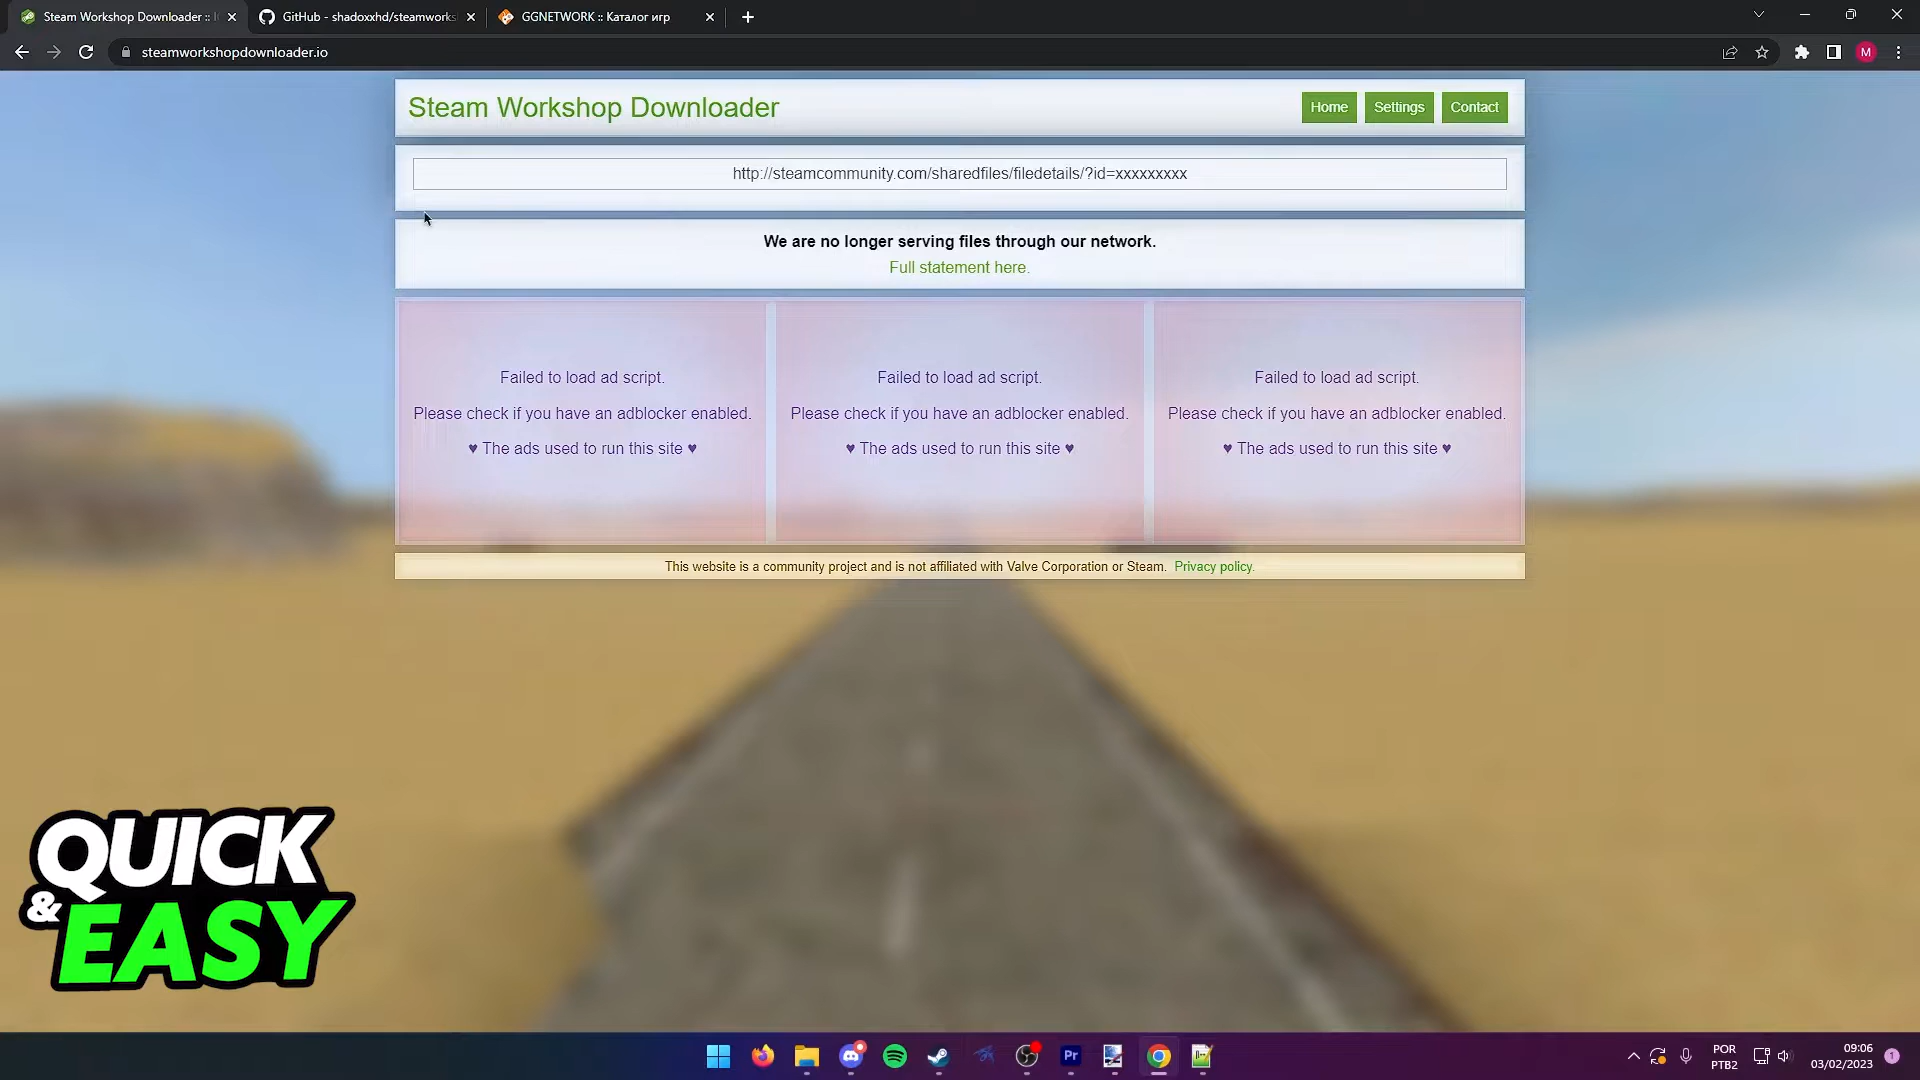 Steam Workshop Downloader :: I
GitHub - shadoxxhd/steamworksh
GGNETWORK :: Каталог игр
steamworkshopdownloader.io
M
Steam Workshop Downloader
Home
Settings
Contact
http://steamcommunity.com/sharedfiles/filedetails/?id=xxxxxxxxx
We are no longer serving files through our network.
Full statement here.
Failed to load ad script.
Please check if you have an adblocker enabled.
♥ The ads used to run this site ♥
Failed to load ad script.
Please check if you have an adblocker enabled.
♥ The ads used to run this site ♥
Failed to load ad script.
Please check if you have an adblocker enabled.
♥ The ads used to run this site ♥
This website is a community project and is not affiliated with Valve Corporation or Steam. Privacy policy.
QUICK
& EASY
Pr
POR
PTB2
09:06
03/02/2023
1